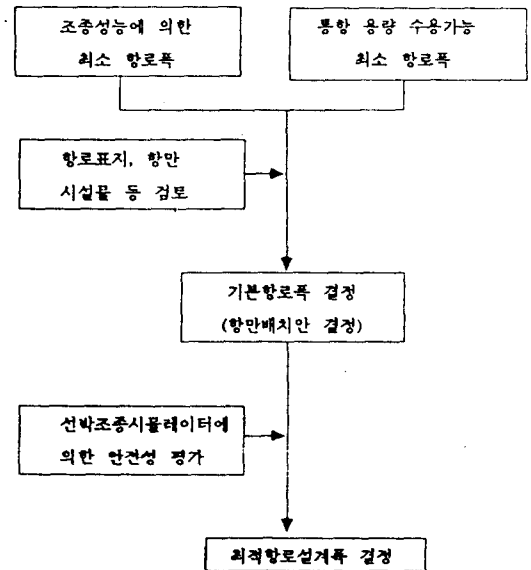 조종성능에 의한
최소 항로폭
통항 용량 수용가능
최소 항로폭
항로표지, 항만
시설물 등 검토
기본항로폭 결정
(항만배치안 결정)
선박조종시뮬레이터에
의한 안전성 평가
최적항로설계폭 결정